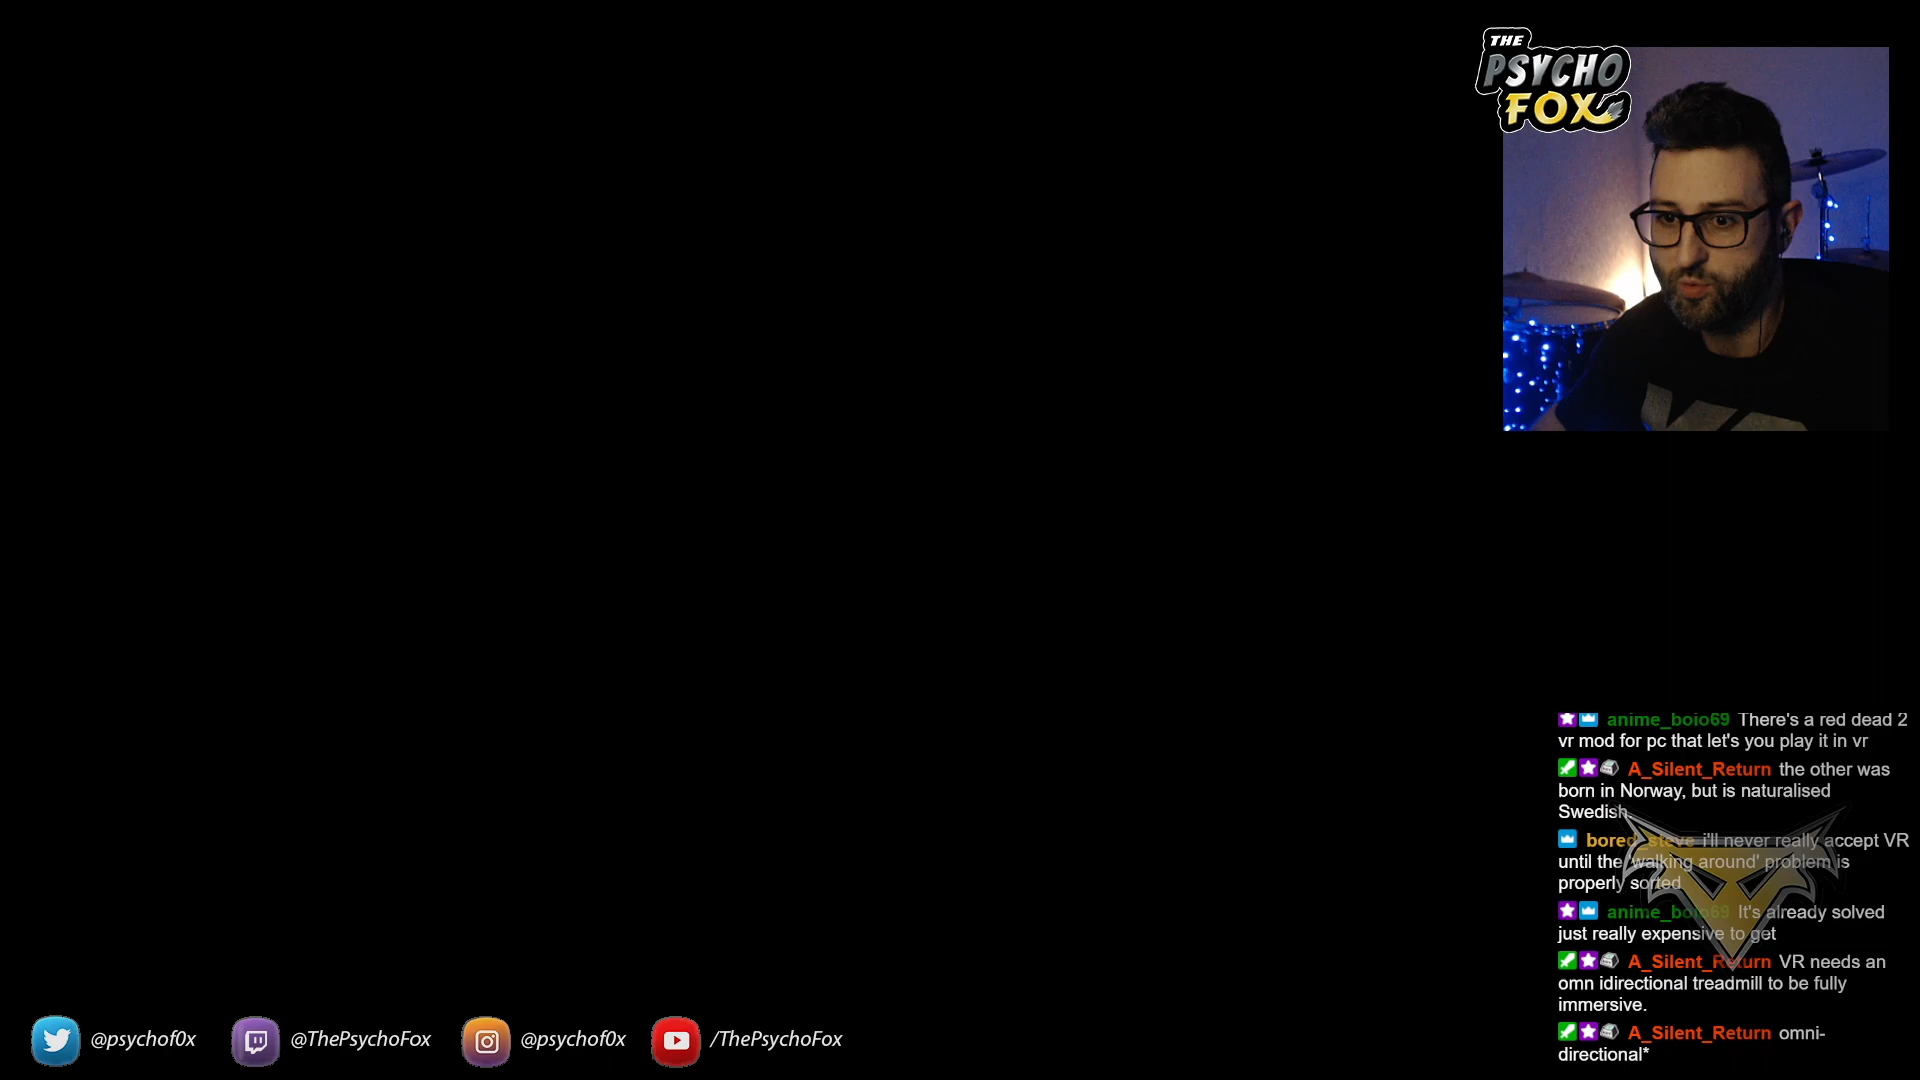 THE
PSYCHO
FOX
anime_boio69 There's a red dead 2
vr mod for pc that let's you play it in vr
A_Silent_Return the other was
born in Norway, but is naturalised
Swedish.
bored_steve i'll never really accept VR
until the 'walking around' problem is
properly sorted
anime_boio69 It's already solved
just really expensive to get
A_Silent_Return VR needs an
omn idirectional treadmill to be fully
immersive.
A_Silent_Return omni-
directional*
@psychof0x @ThePsychoFox @psychof0x /ThePsychoFox